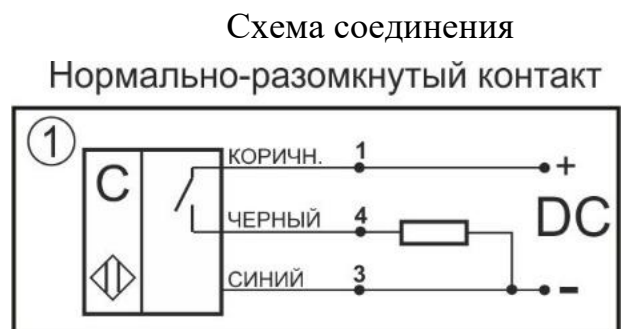 Схема соединения
Нормально-разомкнутый контакт
1
C
КОРИЧН. 1
+
ЧЕРНЫЙ 4
DC
СИНИЙ 3
-